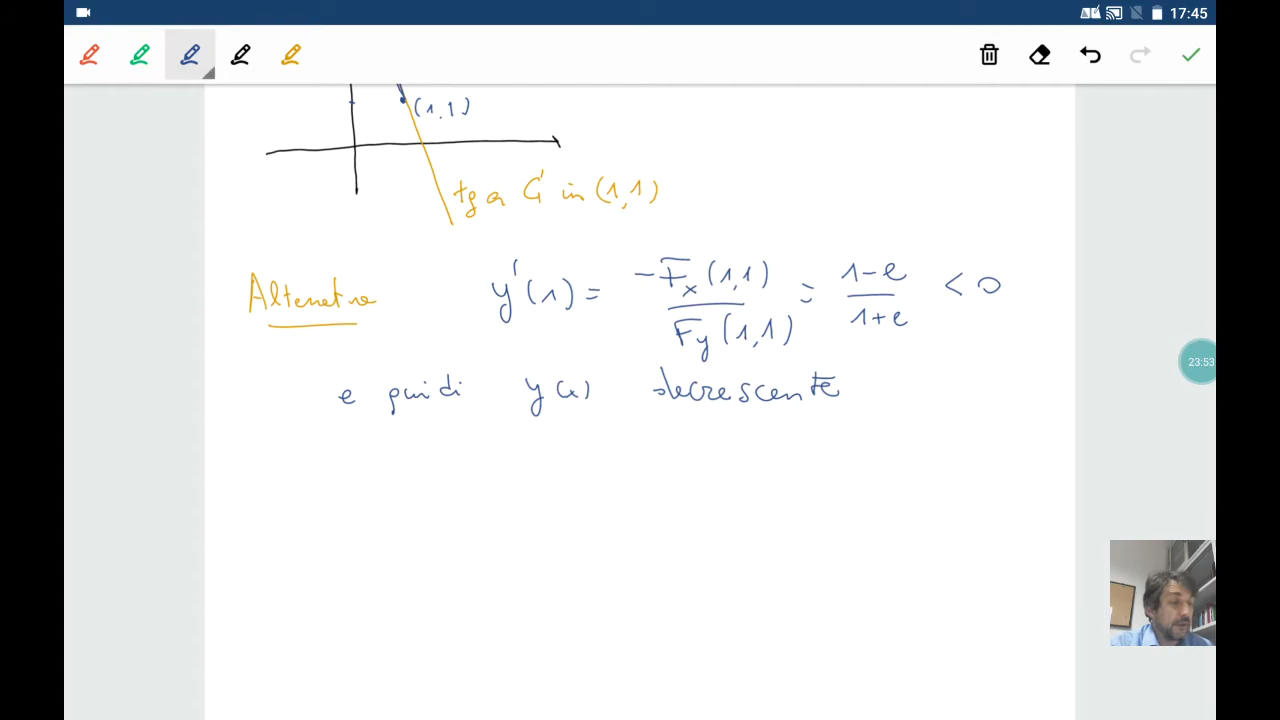 17:45
(1,1)
tg a G in (1,1)
Alternativa y'(1) = -Fx(1,1) / Fy(1,1) = 1-e / 1+e < 0
23:53
e quindi y(x) decrescente